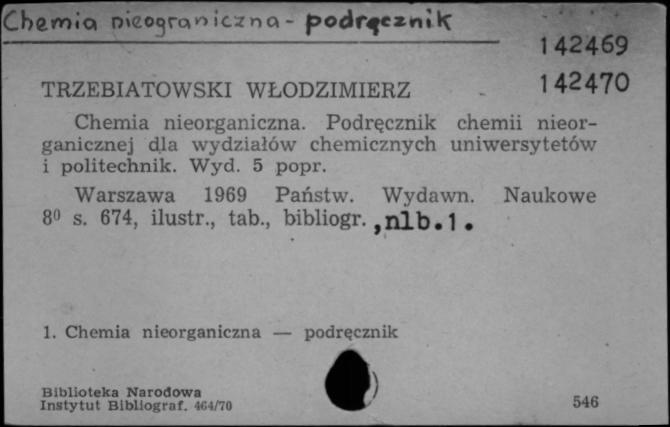 Chemia nieograniczna - podręcznik
142469
TRZEBIATOWSKI WŁODZIMIERZ 142470
Chemia nieorganiczna. Podręcznik chemii nieor-
ganicznej dla wydziałów chemicznych uniwersytetów
i politechnik. Wyd. 5 popr.
Warszawa 1969 Państw. Wydawn. Naukowe
8⁰ s. 674, ilustr., tab., bibliogr. ,nlb.1.
1. Chemia nieorganiczna — podręcznik
Biblioteka Narodowa
Instytut Bibliograf. 464/70 546